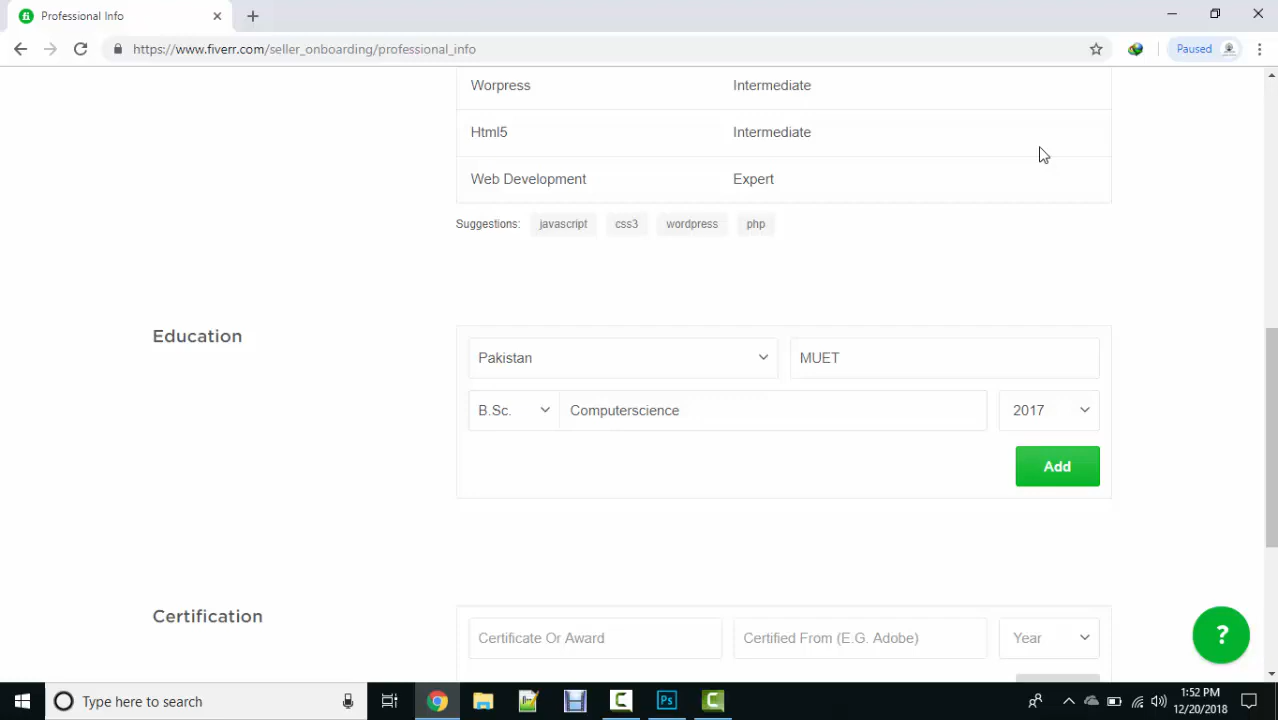 Professional Info
https://www.fiverr.com/seller_onboarding/professional_info
Paused
Worpress Intermediate
Html5 Intermediate
Web Development Expert
Suggestions: javascript css3 wordpress php
Education
Pakistan MUET
B.Sc. Computerscience 2017
Add
Certification
Certificate Or Award Certified From (E.G. Adobe) Year
?
Type here to search
1:52 PM
12/20/2018